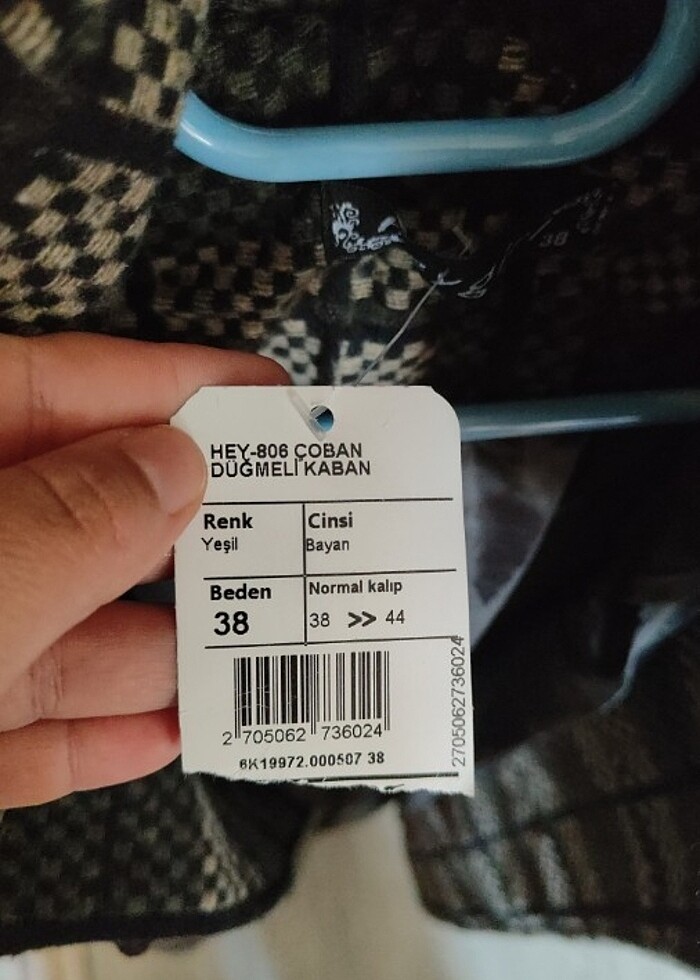 38
HEY-806 ÇOBAN
DÜĞMELİ KABAN
Renk
Cinsi
Yeşil
Bayan
Beden
Normal kalıp
38
38 >> 44
2 705062 736024
2705062736024
6K19972.000507 38